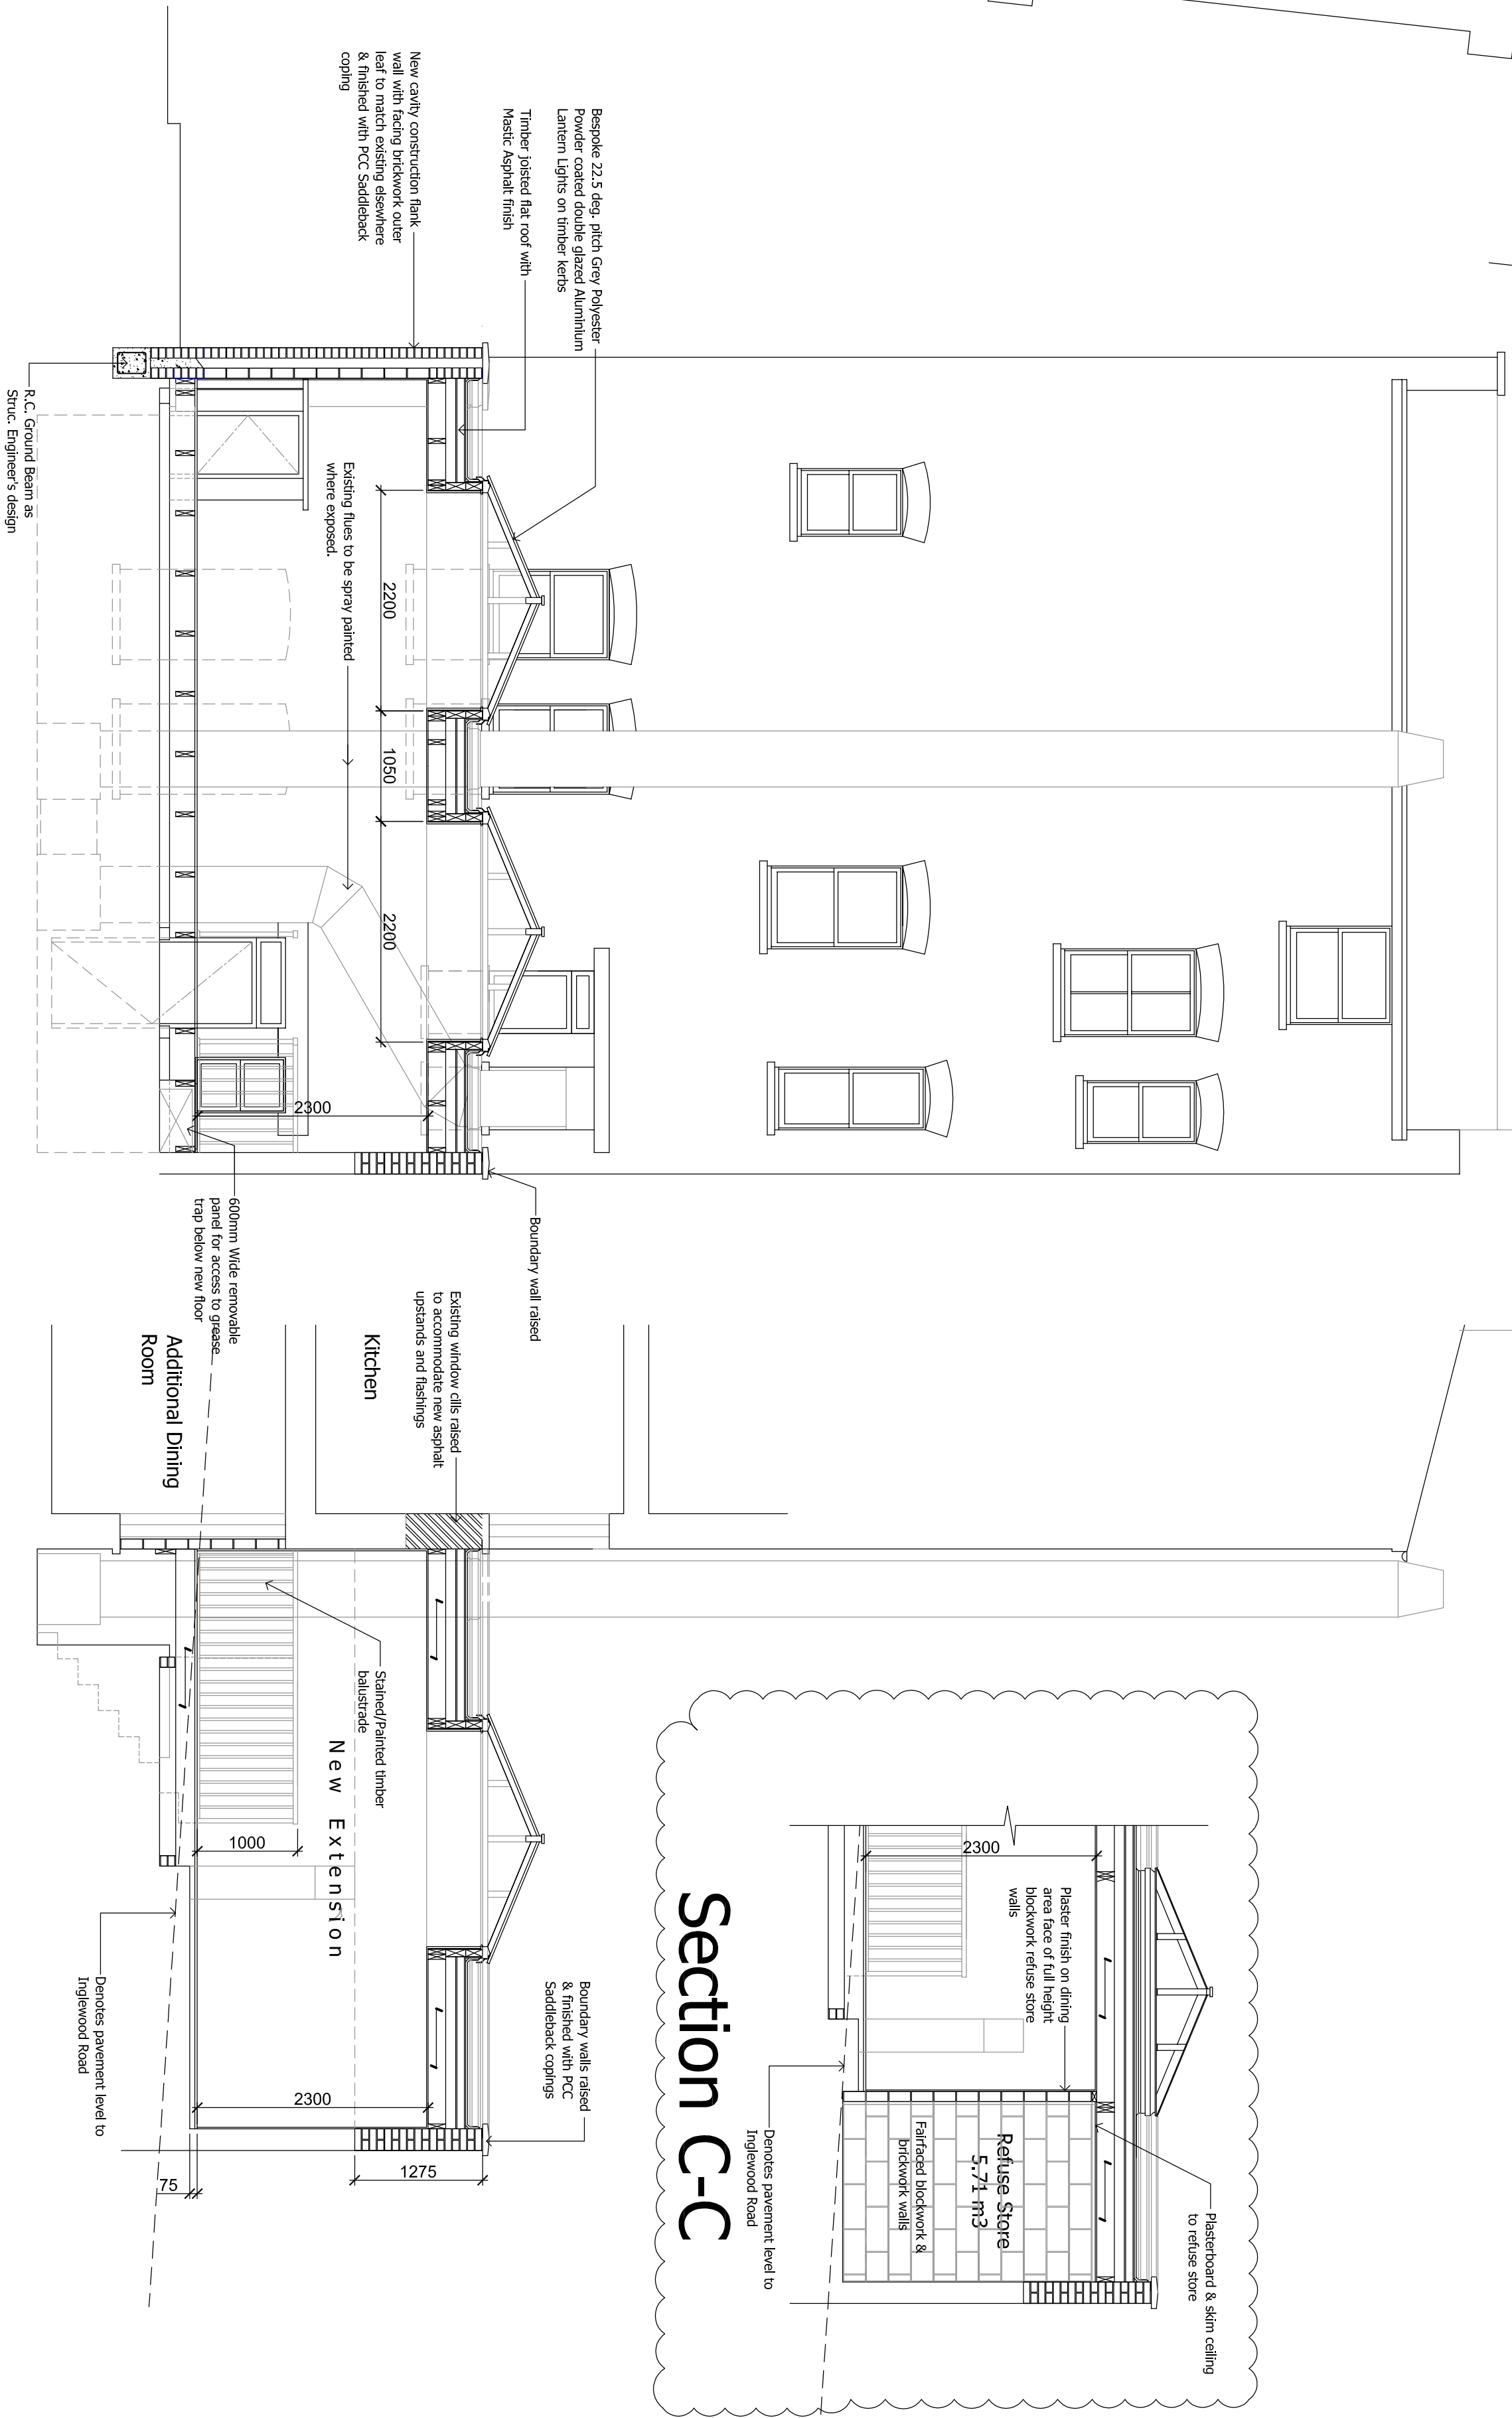 New cavity construction flank
wall with facing brickwork outer
leaf to match existing elsewhere
& finished with PCC Saddleback
coping
Bespoke 22.5 deg. pitch Grey Polyester
Powder coated double glazed Aluminium
Lantern Lights on timber kerbs
Timber joisted flat roof with
Mastic Asphalt finish
R.C. Ground Beam as
Struc. Engineer's design
Existing flues to be spray painted
where exposed.
2200
1050
2200
2300
600mm Wide removable
panel for access to grease
trap below new floor
Boundary wall raised
Existing window cills raised
to accommodate new asphalt
upstands and flashings
Kitchen
Additional Dining
Room
Stained/Painted timber
balustrade
New Extension
1000
2300
1275
75
Denotes pavement level to
Inglewood Road
Boundary walls raised
& finished with PCC
Saddleback copings
Section C-C
2300
Plaster finish on dining
area face of full height
blockwork refuse store
walls
Refuse Store
5.71 m3
Fairfaced blockwork &
brickwork walls
Plasterboard & skim ceiling
to refuse store
Denotes pavement level to
Inglewood Road